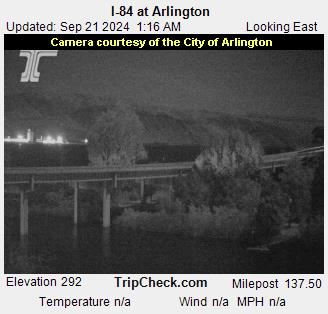 I-84 at Arlington
Updated: Sep 21 2024 1:16 AM Looking East
Camera courtesy of the City of Arlington
Elevation 292 TripCheck.com Milepost 137.50
Temperature n/a Wind n/a MPH n/a